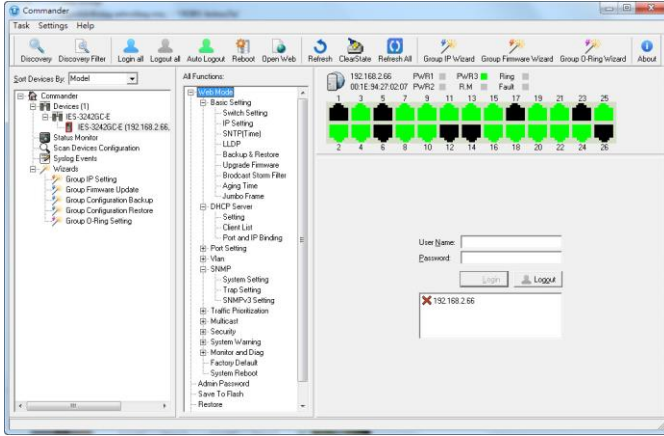 Commander
Task Settings Help
Discovery Discovery Filter Login all Logout all Auto Logout Reboot Open Web Refresh ClearState Refresh All Group IP Wizard Group Firmware Wizard Group O-Ring Wizard About
Sort Devices By: Model
Commander
Devices (1)
IES-3242GC-E
IES-3242GC-E (192.168.2.66,
Status Monitor
Scan Devices Configuration
Syslog Events
Wizards
Group IP Setting
Group Firmware Update
Group Configuration Backup
Group Configuration Restore
Group O-Ring Setting
All Functions:
Web Mode
Basic Setting
Switch Setting
IP Setting
SNTP(Time)
LLDP
Backup & Restore
Upgrade Firmware
Brodcast Storm Filter
Aging Time
Jumbo Frame
DHCP Server
Setting
Client List
Port and IP Binding
Port Setting
Vlan
SNMP
System Setting
Trap Setting
SNMPv3 Setting
Traffic Prioritization
Multicast
Security
System Warning
Monitor and Diag
Factory Default
System Reboot
Admin Password
Save To Flash
Restore
192.168.2.66 PWR1 PWR3 Ring
00:1E:94:27:02:07 PWR2 R.M Fault
1 3 5 7 9 11 13 15 17 19 21 23 25
2 4 6 8 10 12 14 16 18 20 22 24 26
User Name:
Password:
Login Logout
192.168.2.66